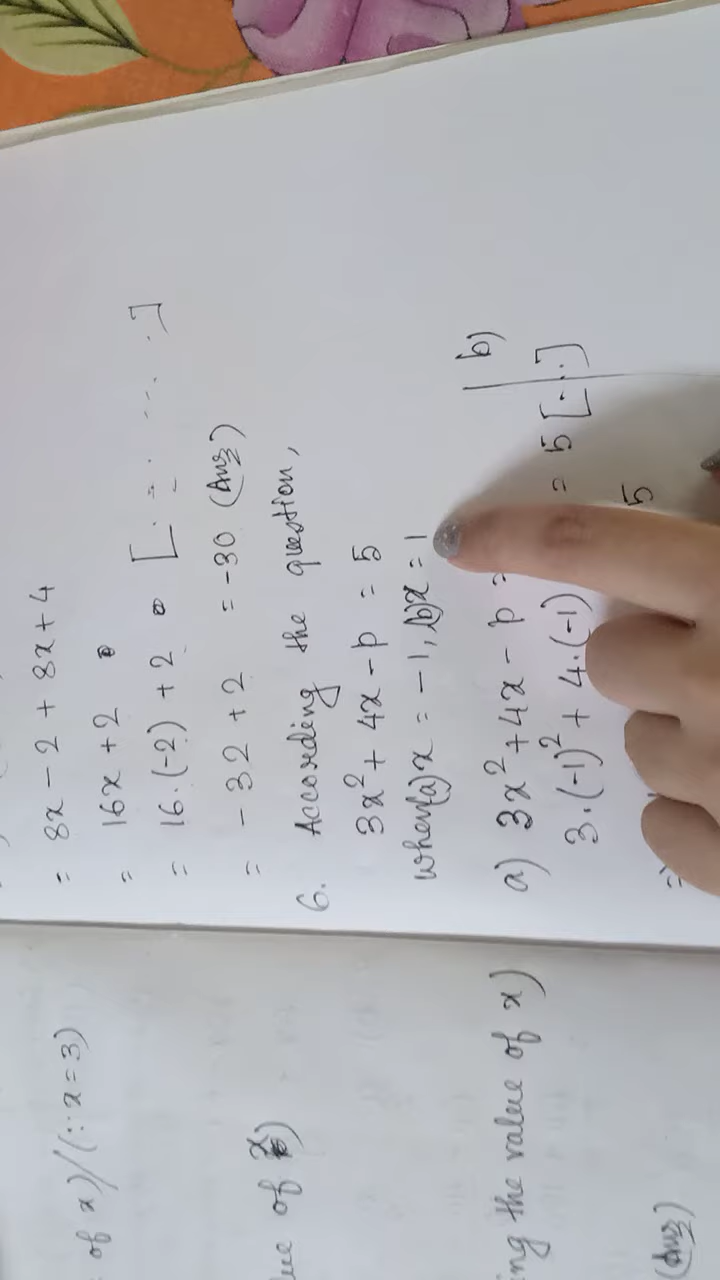 = 8x - 2 + 8x + 4
= 16x + 2
= 16.(-2) + 2 [ . = . ... . ]
= - 32 + 2 = -30 (Ans)
6. According the question,
3x² + 4x - p = 5
when (a) x = -1, (b) x = 1
a) 3x² + 4x - p = b)
3.(-1)² + 4.(-1) = 5 [...]
5
of x) / (∵ x = 3)
of x)
ing the value of x)
(Ans)